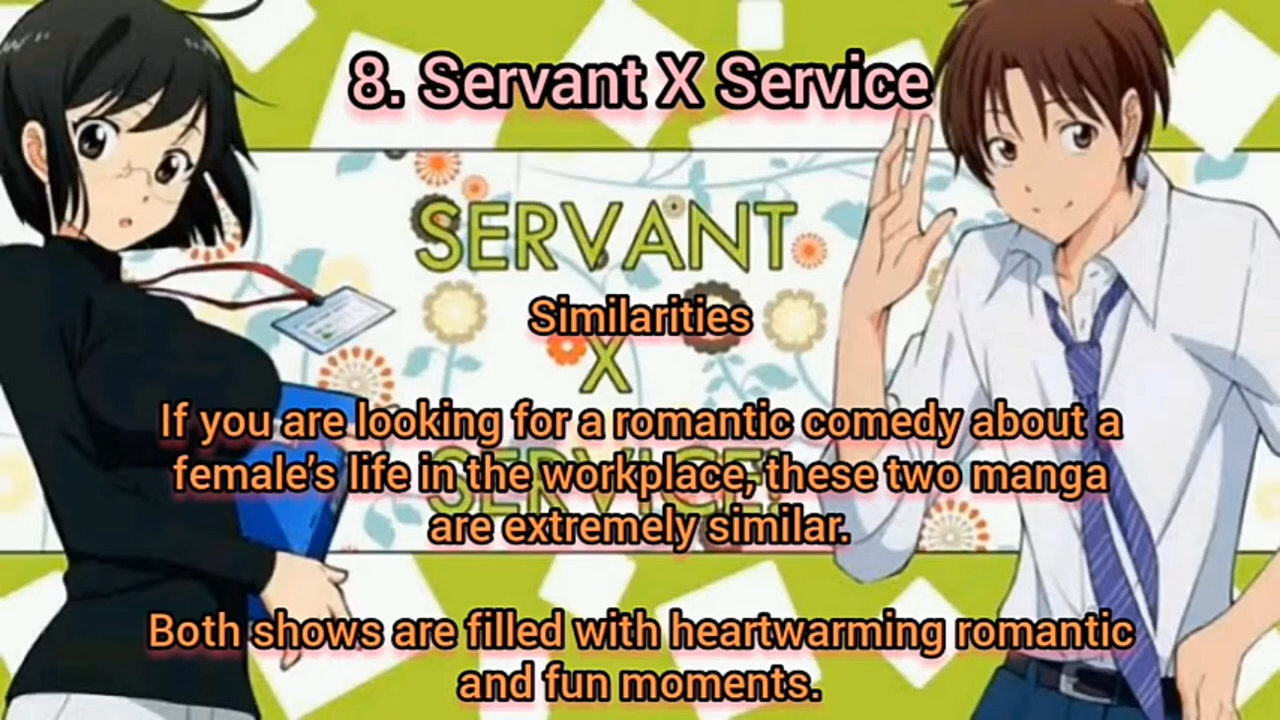 8. Servant X Service
SERVANT
Similarities
X
If you are looking for a romantic comedy about a
female's life in the workplace, these two manga
SERVICE
are extremely similar.
Both shows are filled with heartwarming romantic
and fun moments.